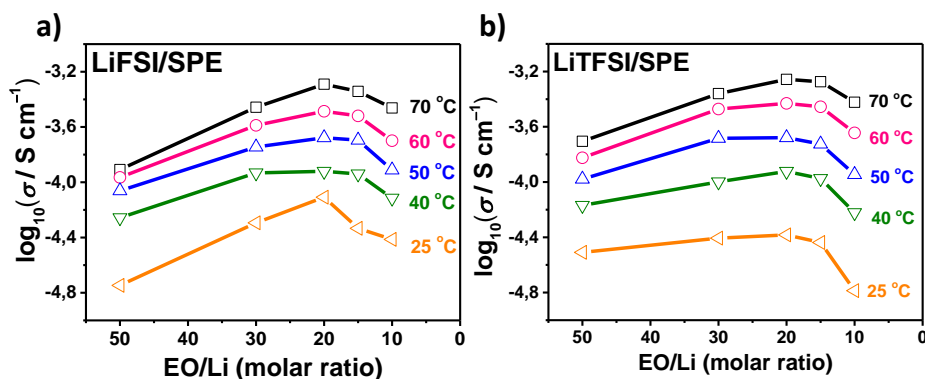 a)
LiFSI/SPE
log₁₀(σ / S cm⁻¹)
-3,2
-3,6
-4,0
-4,4
-4,8
70 °C
60 °C
50 °C
40 °C
25 °C
50 40 30 20 10 0
EO/Li (molar ratio)
b)
LiTFSI/SPE
log₁₀(σ / S cm⁻¹)
-3,2
-3,6
-4,0
-4,4
-4,8
70 °C
60 °C
50 °C
40 °C
25 °C
50 40 30 20 10 0
EO/Li (molar ratio)